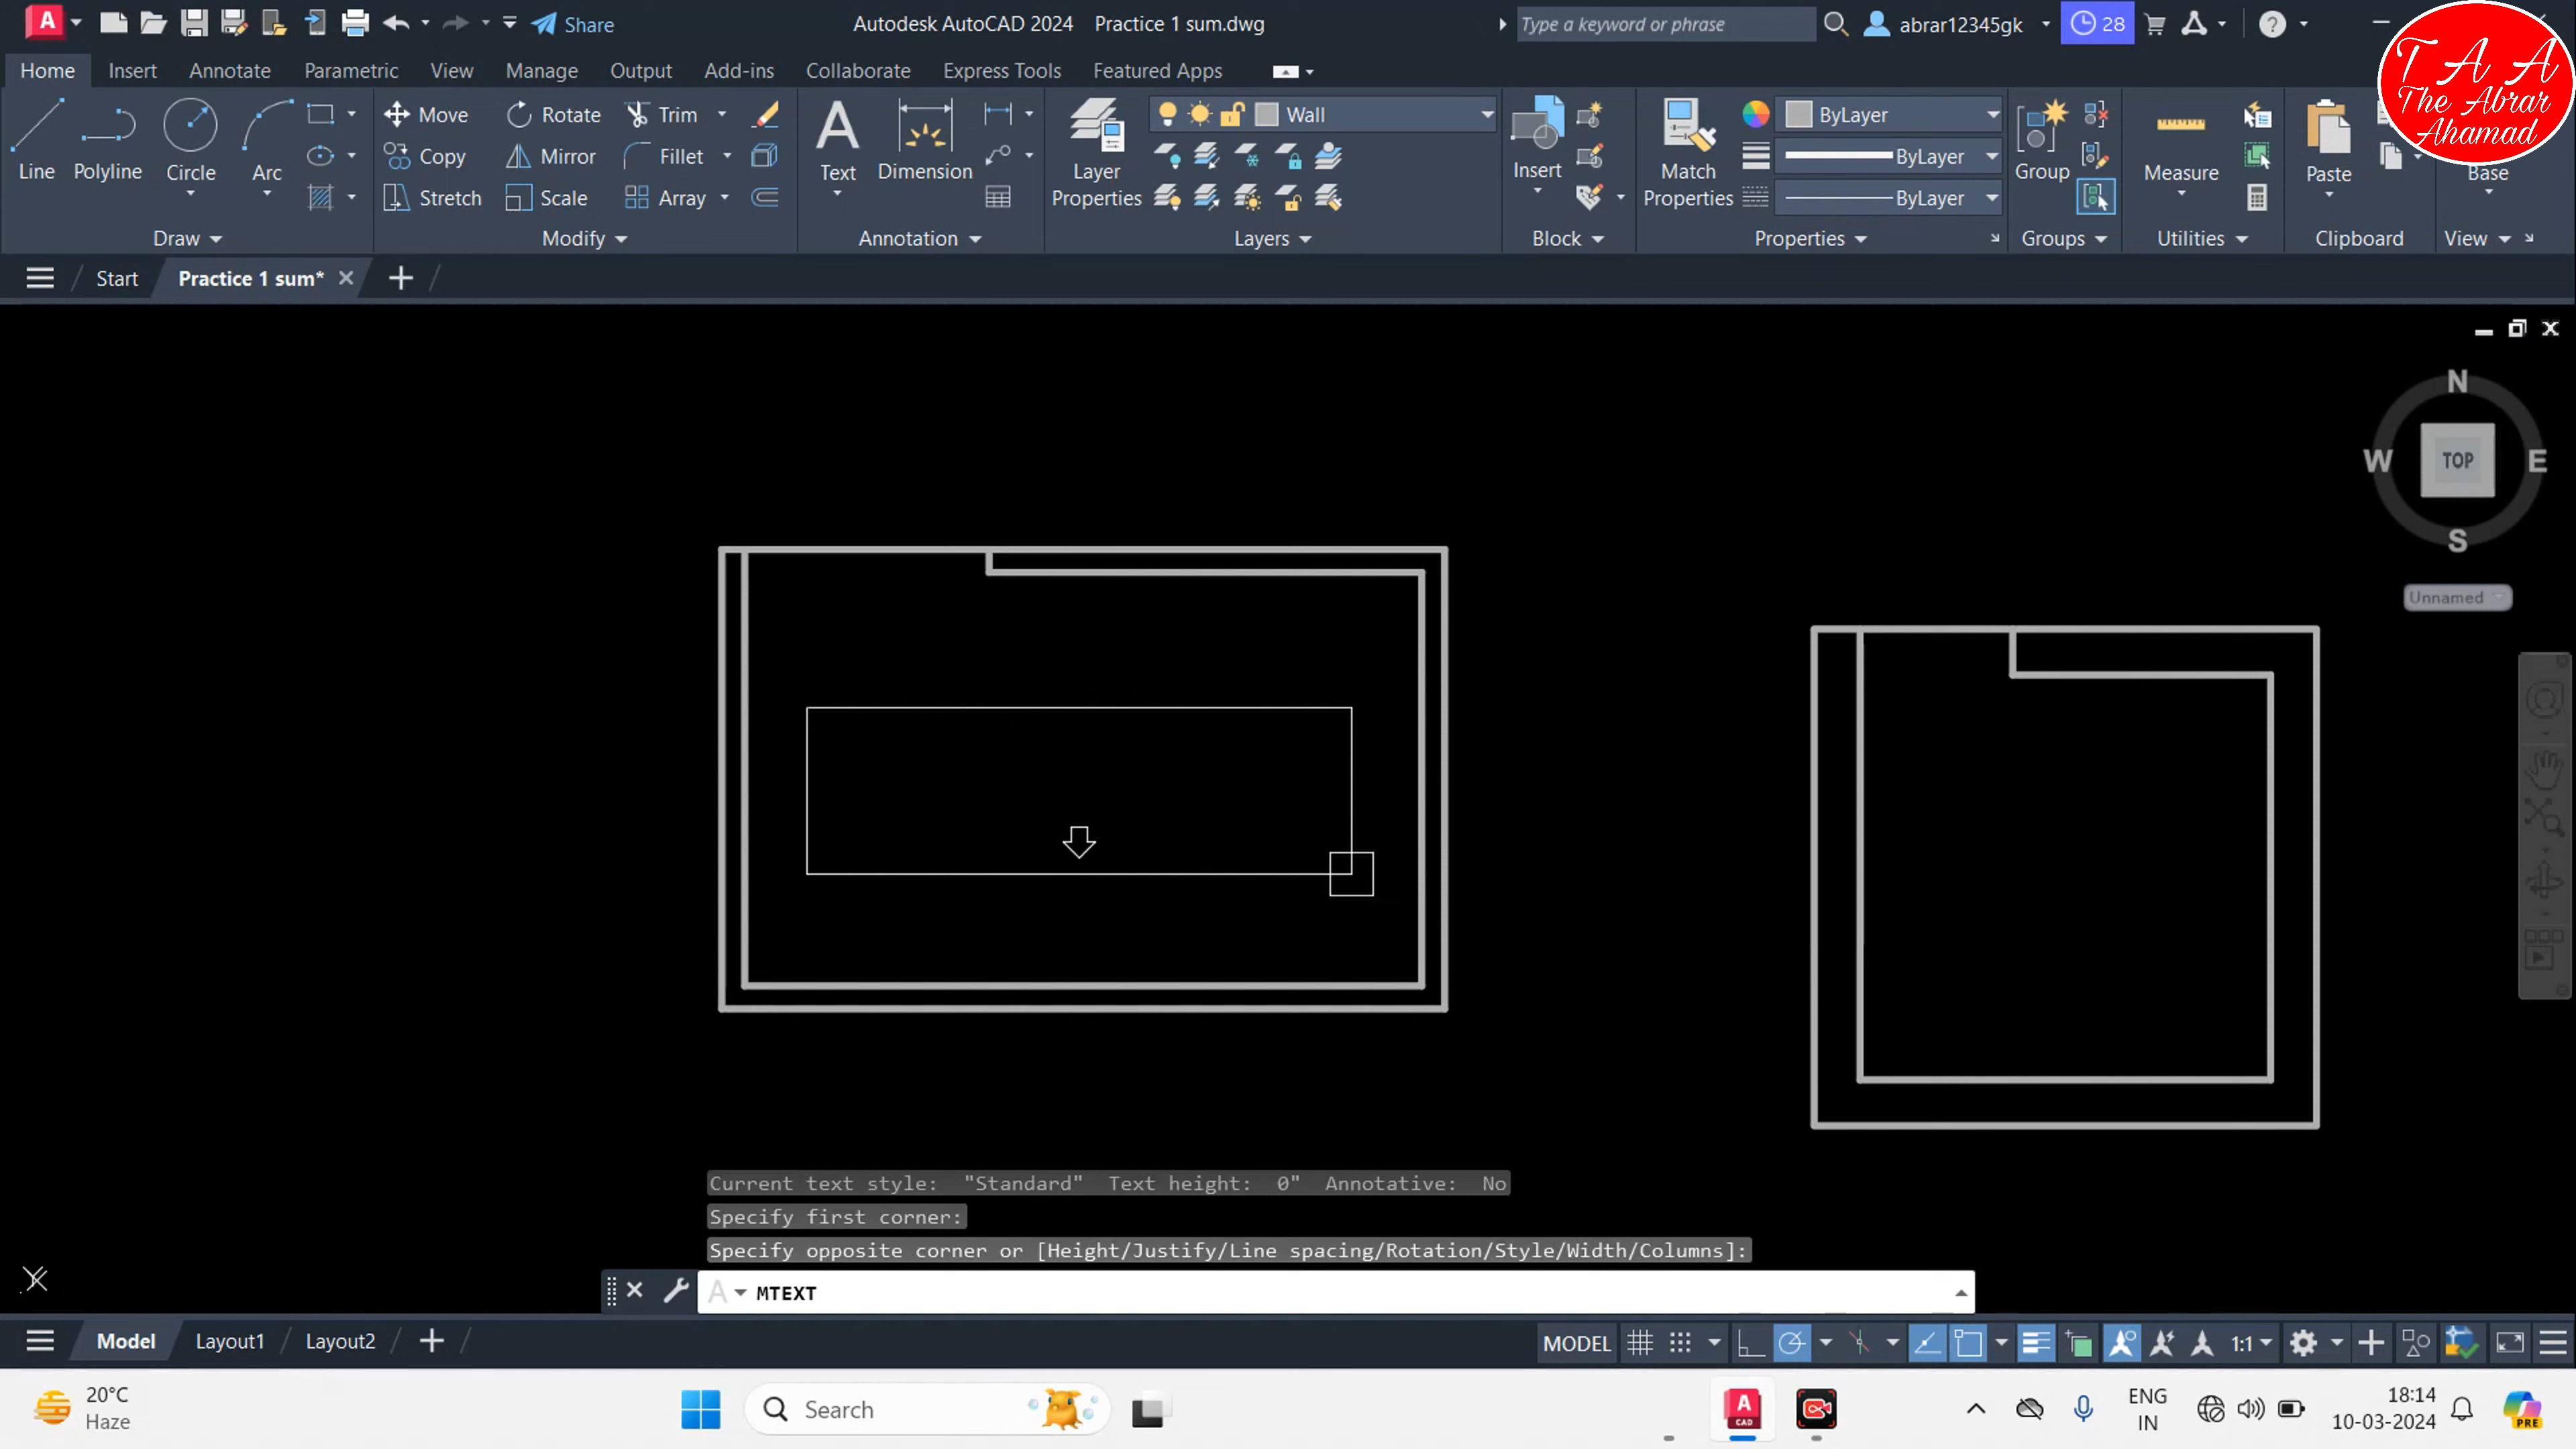 Share
Autodesk AutoCAD 2024 Practice 1 sum.dwg
Type a keyword or phrase
abrar12345gk
28
T A A
The Abrar
Ahamad
Home Insert Annotate Parametric View Manage Output Add-ins Collaborate Express Tools Featured Apps
Line Polyline Circle Arc
Move Rotate Trim
Copy Mirror Fillet
Stretch Scale Array
Text Dimension
Layer
Properties
Wall
Insert
Match
Properties
ByLayer
ByLayer
ByLayer
Group
Measure
Paste
Base
Draw Modify Annotation Layers Block Properties Groups Utilities Clipboard View
Start Practice 1 sum*
N
W TOP E
S
Unnamed
Current text style: "Standard" Text height: 0" Annotative: No
Specify first corner:
Specify opposite corner or [Height/Justify/Line spacing/Rotation/Style/Width/Columns]:
MTEXT
Model Layout1 Layout2
MODEL
1:1
20°C
Haze
Search
A
CAD
ENG
IN
18:14
10-03-2024
PRE